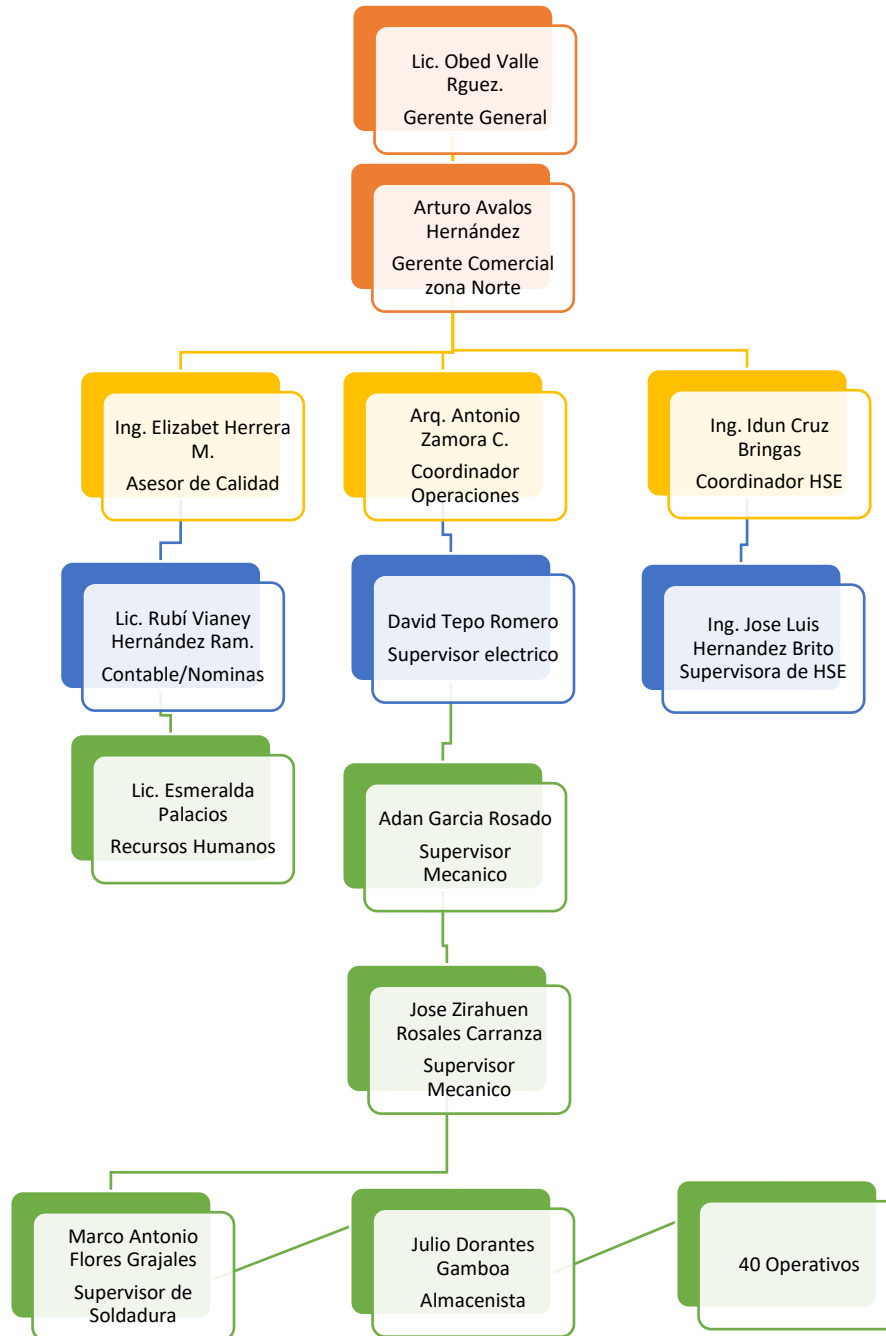 Lic. Obed Valle
Rguez.
Gerente General
Arturo Avalos
Hernández
Gerente Comercial
zona Norte
Ing. Elizabet Herrera
M.
Asesor de Calidad
Arq. Antonio
Zamora C.
Coordinador
Operaciones
Ing. Idun Cruz
Bringas
Coordinador HSE
Lic. Rubí Vianey
Hernández Ram.
Contable/Nominas
David Tepo Romero
Supervisor electrico
Ing. Jose Luis
Hernandez Brito
Supervisora de HSE
Lic. Esmeralda
Palacios
Recursos Humanos
Adan Garcia Rosado
Supervisor
Mecanico
Jose Zirahuen
Rosales Carranza
Supervisor
Mecanico
Marco Antonio
Flores Grajales
Supervisor de
Soldadura
Julio Dorantes
Gamboa
Almacenista
40 Operativos